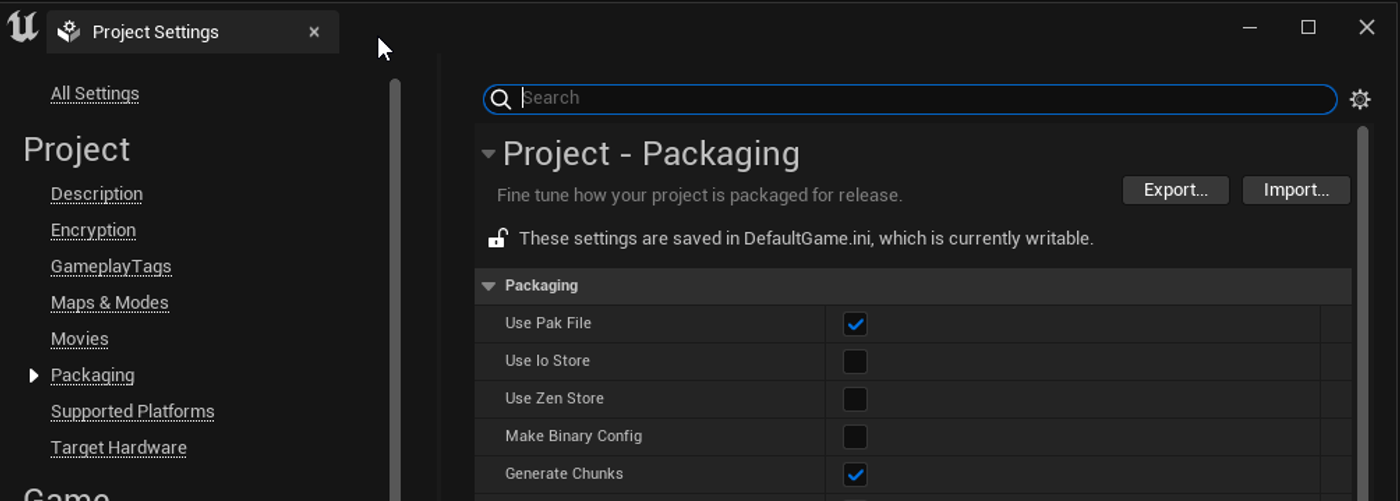 Project Settings
All Settings
Project
Description
Encryption
GameplayTags
Maps & Modes
Movies
Packaging
Supported Platforms
Target Hardware
Game
Search
Project - Packaging
Fine tune how your project is packaged for release.
Export...
Import...
These settings are saved in DefaultGame.ini, which is currently writable.
Packaging
Use Pak File
Use Io Store
Use Zen Store
Make Binary Config
Generate Chunks